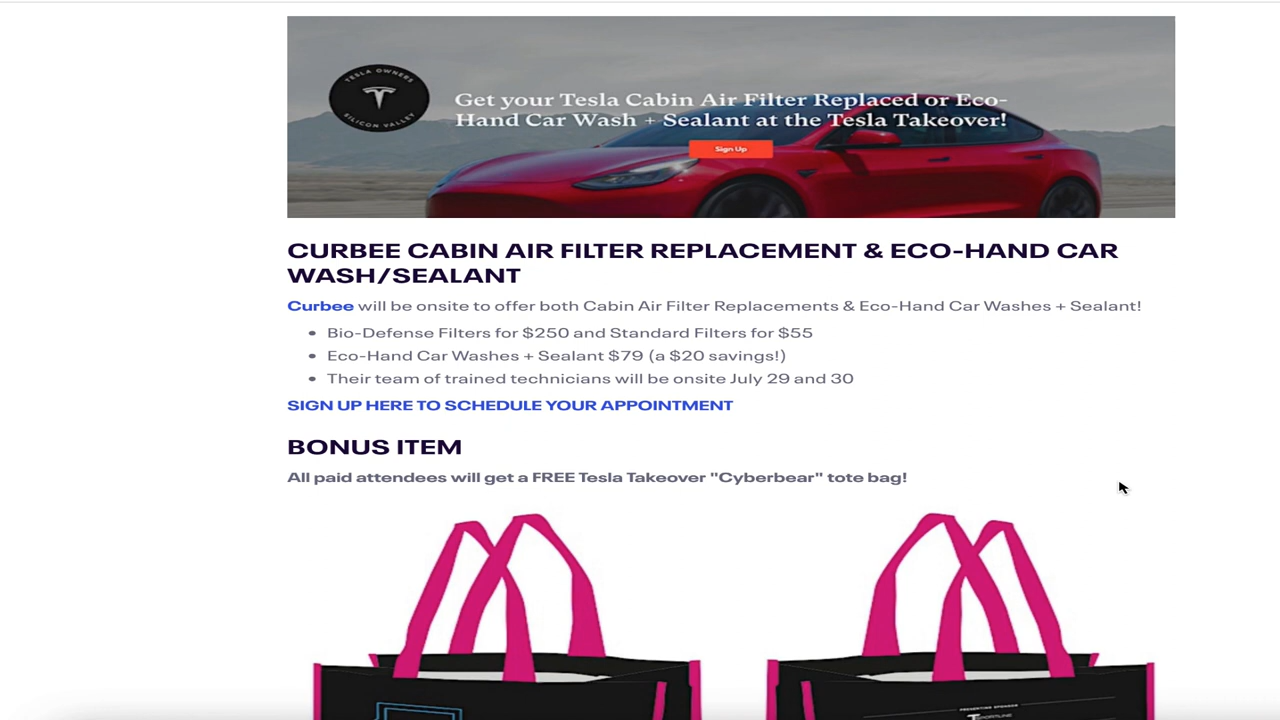 TESLA OWNERS
SILICON VALLEY
Get your Tesla Cabin Air Filter Replaced or Eco-
Hand Car Wash + Sealant at the Tesla Takeover!
Sign Up
CURBEE CABIN AIR FILTER REPLACEMENT & ECO-HAND CAR
WASH/SEALANT
Curbee will be onsite to offer both Cabin Air Filter Replacements & Eco-Hand Car Washes + Sealant!
• Bio-Defense Filters for $250 and Standard Filters for $55
• Eco-Hand Car Washes + Sealant $79 (a $20 savings!)
• Their team of trained technicians will be onsite July 29 and 30
SIGN UP HERE TO SCHEDULE YOUR APPOINTMENT
BONUS ITEM
All paid attendees will get a FREE Tesla Takeover "Cyberbear" tote bag!
PRESENTING SPONSOR